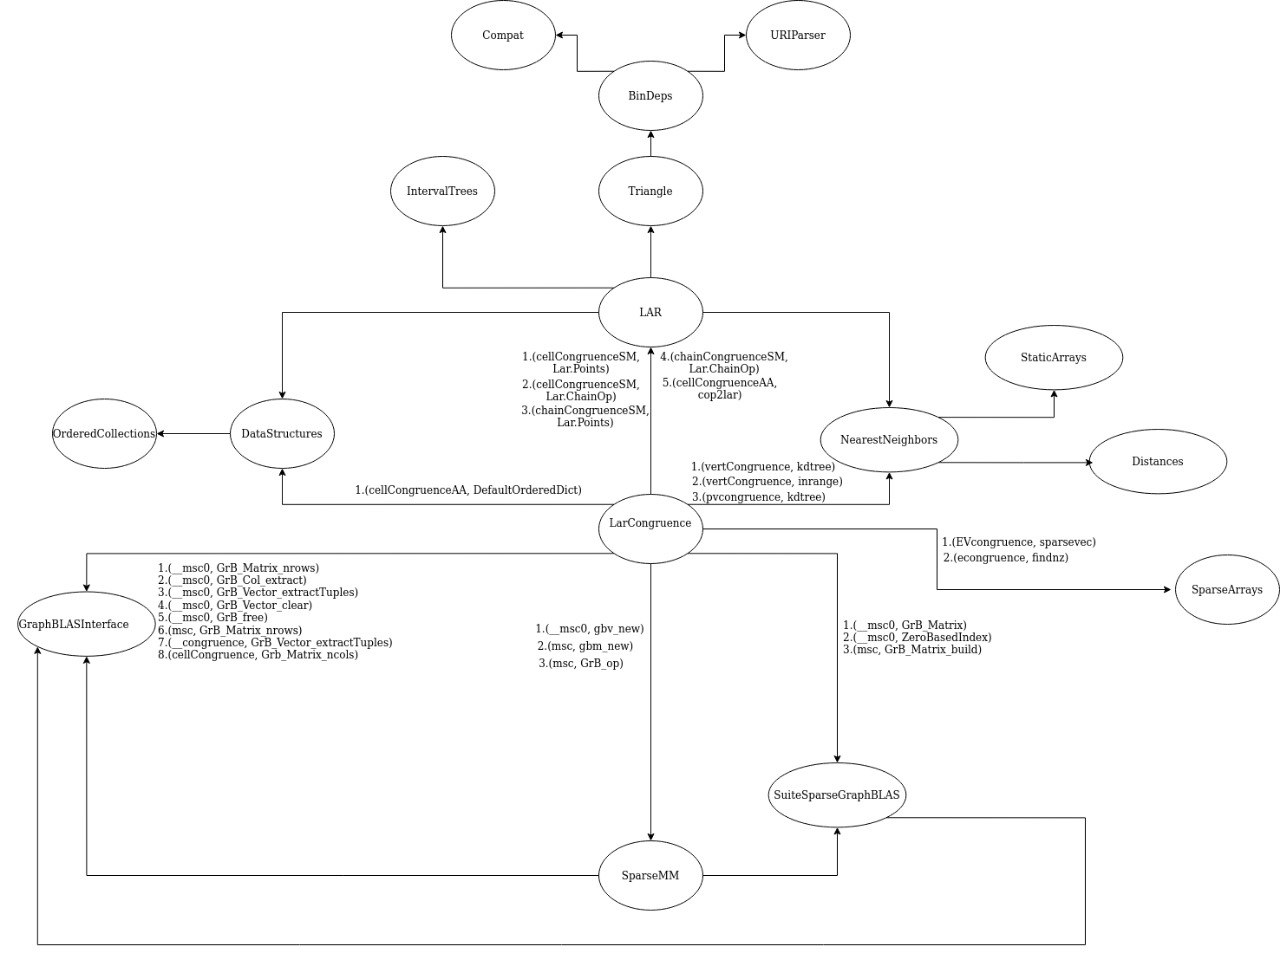 Compat
URIParser
BinDeps
IntervalTrees
Triangle
LAR
1.(cellCongruenceSM,
Lar.Points)
2.(cellCongruenceSM,
Lar.ChainOp)
3.(chainCongruenceSM,
Lar.Points)
4.(chainCongruenceSM,
Lar.ChainOp)
5.(cellCongruenceAA,
cop2lar)
StaticArrays
OrderedCollections
DataStructures
NearestNeighbors
Distances
1.(vertCongruence, kdtree)
2.(vertCongruence, inrange)
3.(pvcongruence, kdtree)
1.(cellCongruenceAA, DefaultOrderedDict)
LarCongruence
1.(EVcongruence, sparsevec)
2.(econgruence, findnz)
SparseArrays
1.(__msc0, GrB_Matrix_nrows)
2.(__msc0, GrB_Col_extract)
3.(__msc0, GrB_Vector_extractTuples)
4.(__msc0, GrB_Vector_clear)
5.(__msc0, GrB_free)
6.(msc, GrB_Matrix_nrows)
7.(__congruence, GrB_Vector_extractTuples)
8.(cellCongruence, Grb_Matrix_ncols)
GraphBLASInterface
1.(__msc0, gbv_new)
2.(msc, gbm_new)
3.(msc, GrB_op)
1.(__msc0, GrB_Matrix)
2.(__msc0, ZeroBasedIndex)
3.(msc, GrB_Matrix_build)
SuiteSparseGraphBLAS
SparseMM